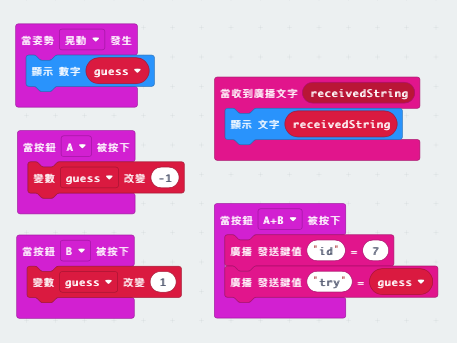 當姿勢 晃動 發生
顯示 數字 guess
當按鈕 A 被按下
變數 guess 改變 -1
當按鈕 B 被按下
變數 guess 改變 1
當收到廣播文字 receivedString
顯示 文字 receivedString
當按鈕 A+B 被按下
廣播 發送鍵值 "id" = 7
廣播 發送鍵值 "try" = guess